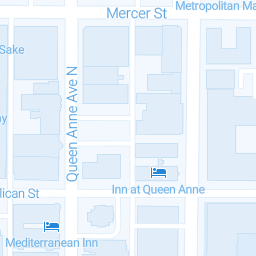 Mercer St
Metropolitan Ma
Sake
Queen Anne Ave N
y
Inn at Queen Anne
lican St
Mediterranean Inn